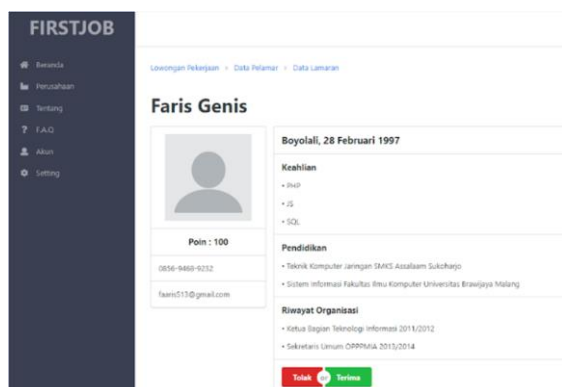 FIRSTJOB
Beranda
Perusahaan
Tentang
? F.A.Q
Akun
Setting
Lowongan Pekerjaan > Data Pelamar > Data Lamaran
Faris Genis
Poin : 100
0856-9468-9232
faaris513@gmail.com
Boyolali, 28 Februari 1997
Keahlian
• PHP
• JS
• SQL
Pendidikan
• Teknik Komputer Jaringan SMKS Assalaam Sukoharjo
• Sistem Informasi Fakultas Ilmu Komputer Universitas Brawijaya Malang
Riwayat Organisasi
• Ketua Bagian Teknologi Informasi 2011/2012
• Sekretaris Umum OPPPMIA 2013/2014
Tolak or Terima